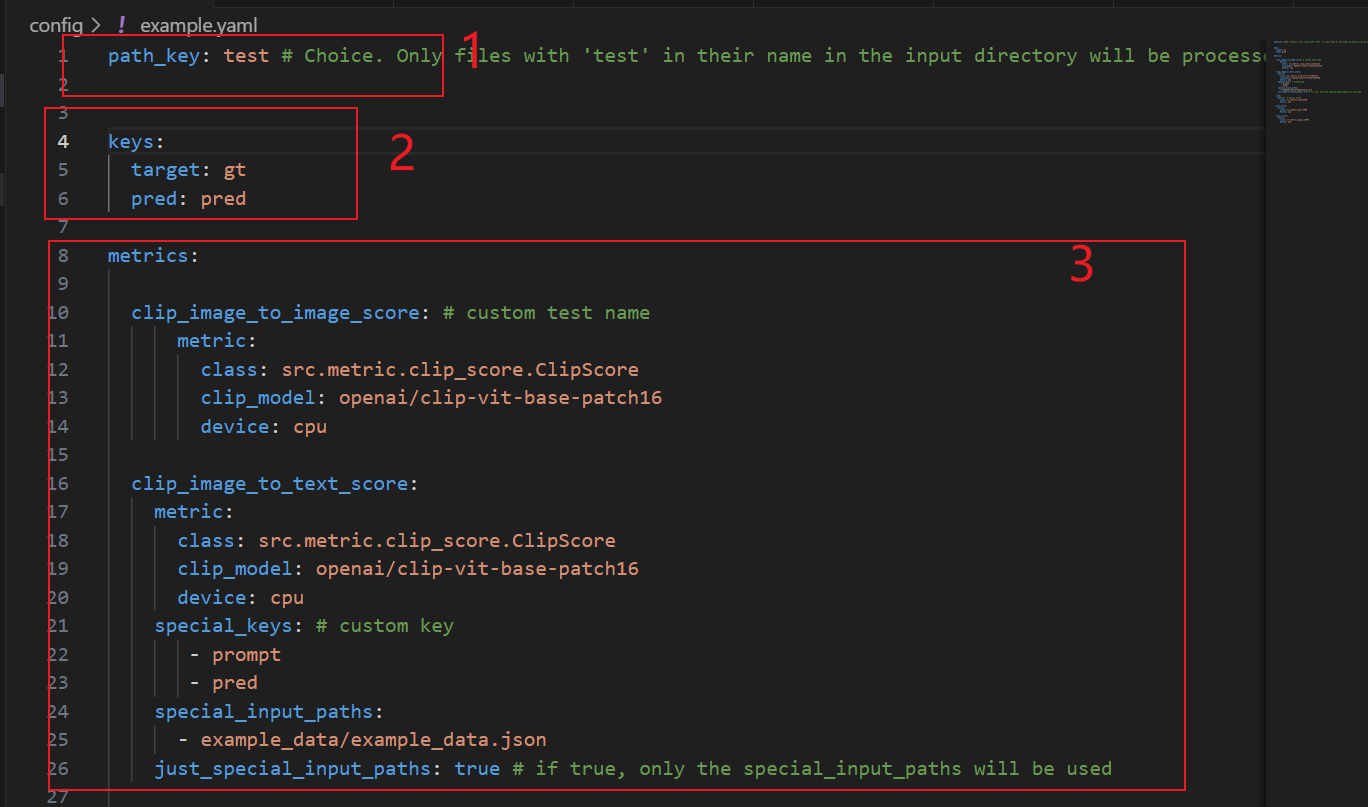 config > ! example.yaml
1 path_key: test # Choice. Only files with 'test' in their name in the input directory will be
1
2
3
4 keys:
2
5 target: gt
6 pred: pred
7
8 metrics:
3
9
10 clip_image_to_image_score: # custom test name
11 metric:
12 class: src.metric.clip_score.ClipScore
13 clip_model: openai/clip-vit-base-patch16
14 device: cpu
15
16 clip_image_to_text_score:
17 metric:
18 class: src.metric.clip_score.ClipScore
19 clip_model: openai/clip-vit-base-patch16
20 device: cpu
21 special_keys: # custom key
22 - prompt
23 - pred
24 special_input_paths:
25 - example_data/example_data.json
26 just_special_input_paths: true # if true, only the special_input_paths will be used
27